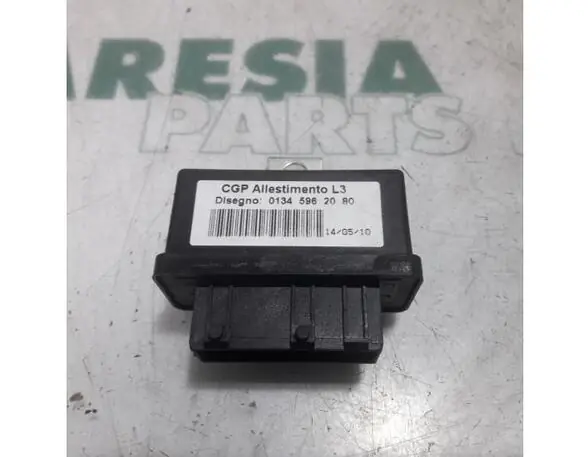 ARESIA
PARTS
CGP Allestimento L3
Disegno: 0134 596 20 80
14/05/10